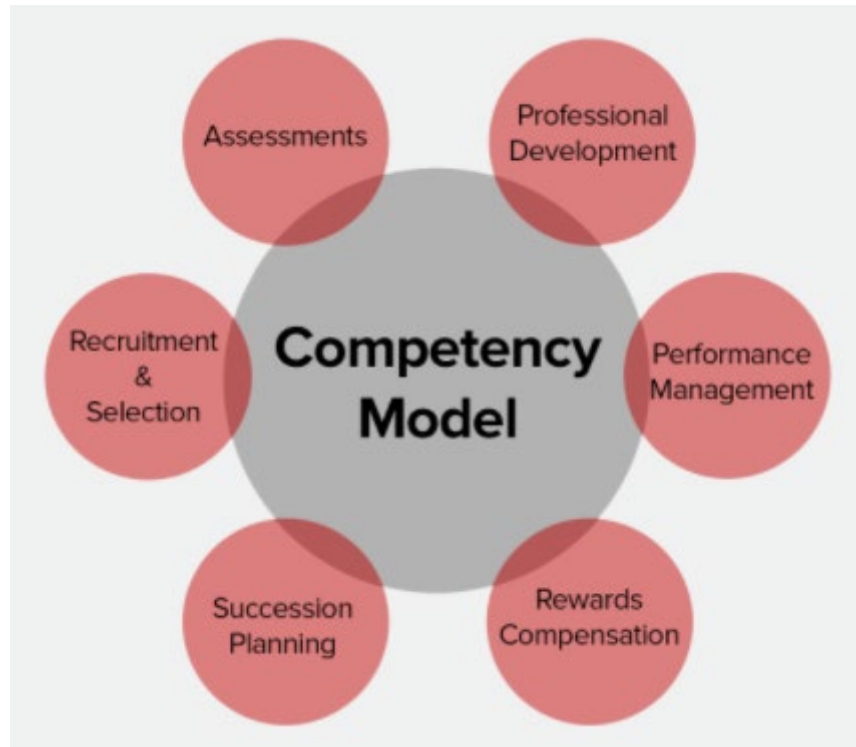 Assessments
Professional
Development
Recruitment
&
Selection
Competency
Model
Performance
Management
Succession
Planning
Rewards
Compensation